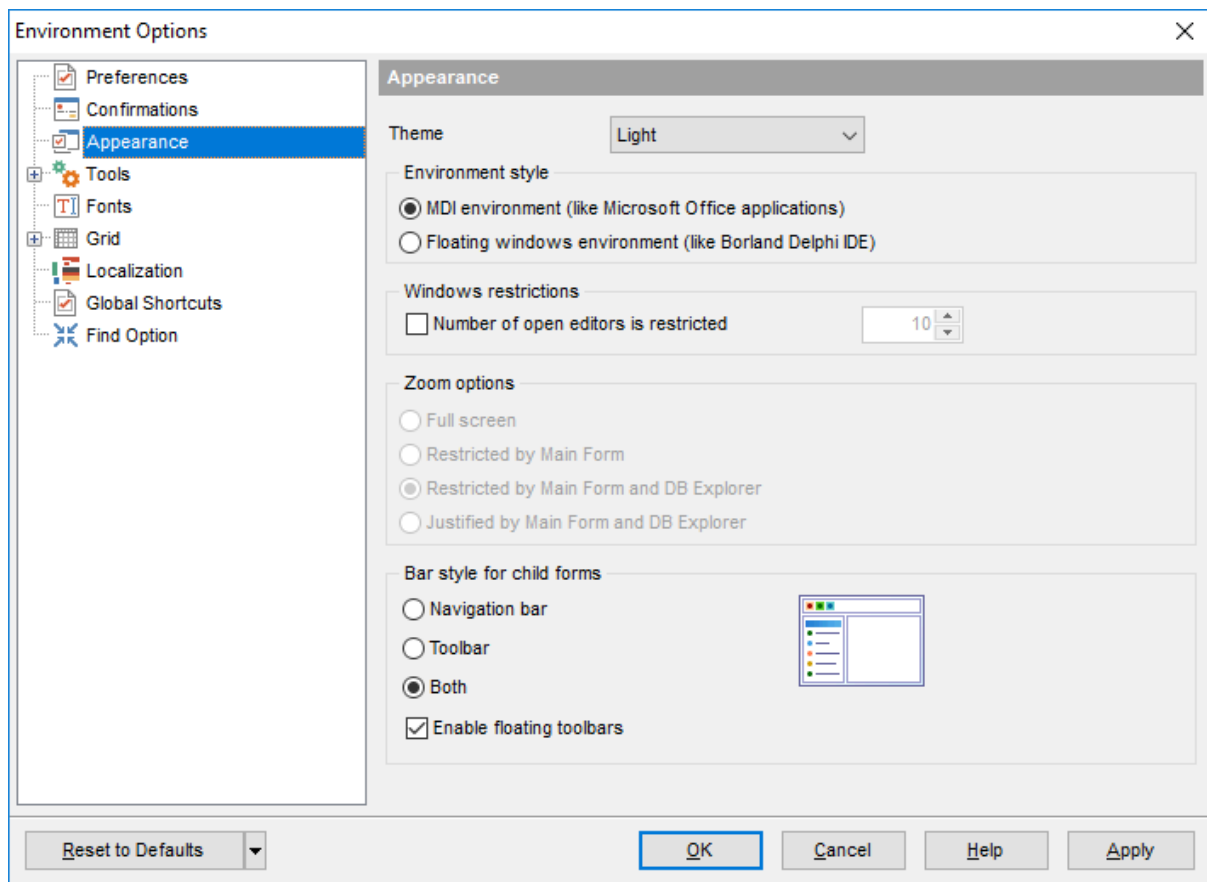 Environment Options
Preferences
Confirmations
Appearance
Tools
Fonts
Grid
Localization
Global Shortcuts
Find Option
Appearance
Theme Light
Environment style
MDI environment (like Microsoft Office applications)
Floating windows environment (like Borland Delphi IDE)
Windows restrictions
Number of open editors is restricted 10
Zoom options
Full screen
Restricted by Main Form
Restricted by Main Form and DB Explorer
Justified by Main Form and DB Explorer
Bar style for child forms
Navigation bar
Toolbar
Both
Enable floating toolbars
Reset to Defaults OK Cancel Help Apply